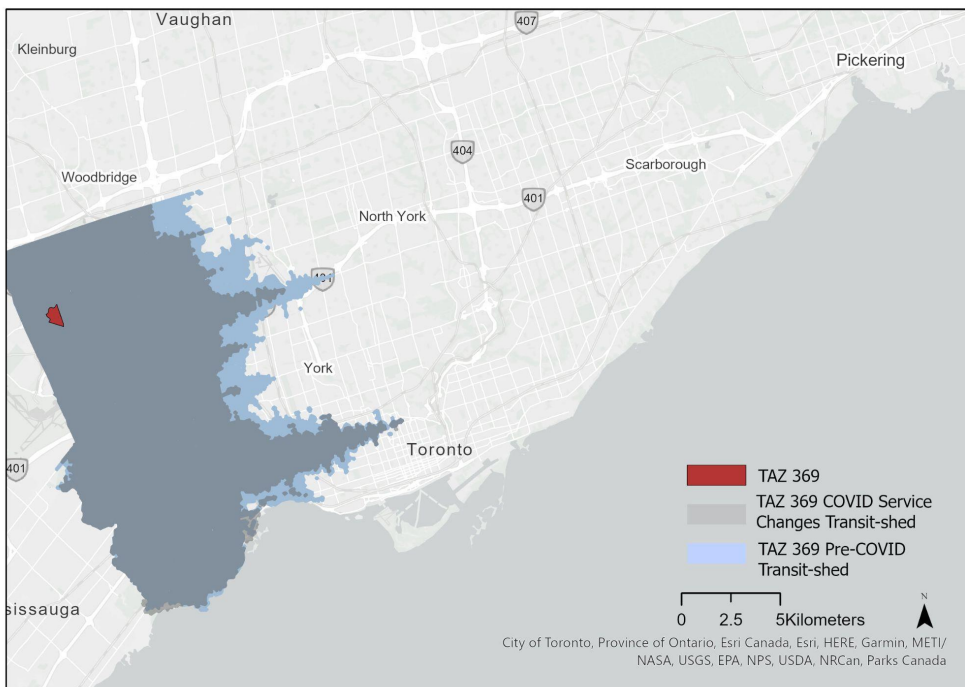 Vaughan
407
Kleinburg
Pickering
404
Scarborough
Woodbridge
401
North York
401
York
Toronto
401
TAZ 369
TAZ 369 COVID Service
Changes Transit-shed
TAZ 369 Pre-COVID
Transit-shed
ssissauga
N
0 2.5 5Kilometers
City of Toronto, Province of Ontario, Esri Canada, Esri, HERE, Garmin, METI/
NASA, USGS, EPA, NPS, USDA, NRCan, Parks Canada